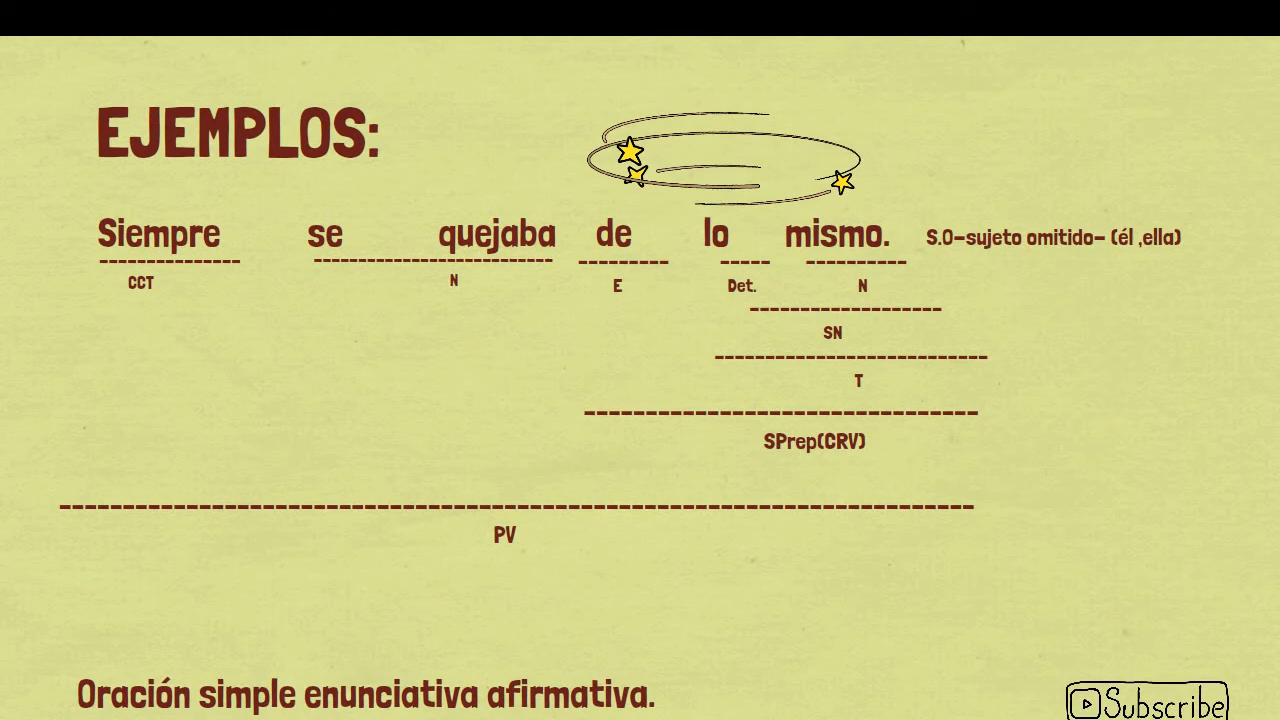 EJEMPLOS:
Siempre se quejaba de lo mismo. S.O-sujeto omitido- (él ,ella)
CCT N E Det. N
SN
T
SPrep(CRV)
PV
Oración simple enunciativa afirmativa.
Subscribe